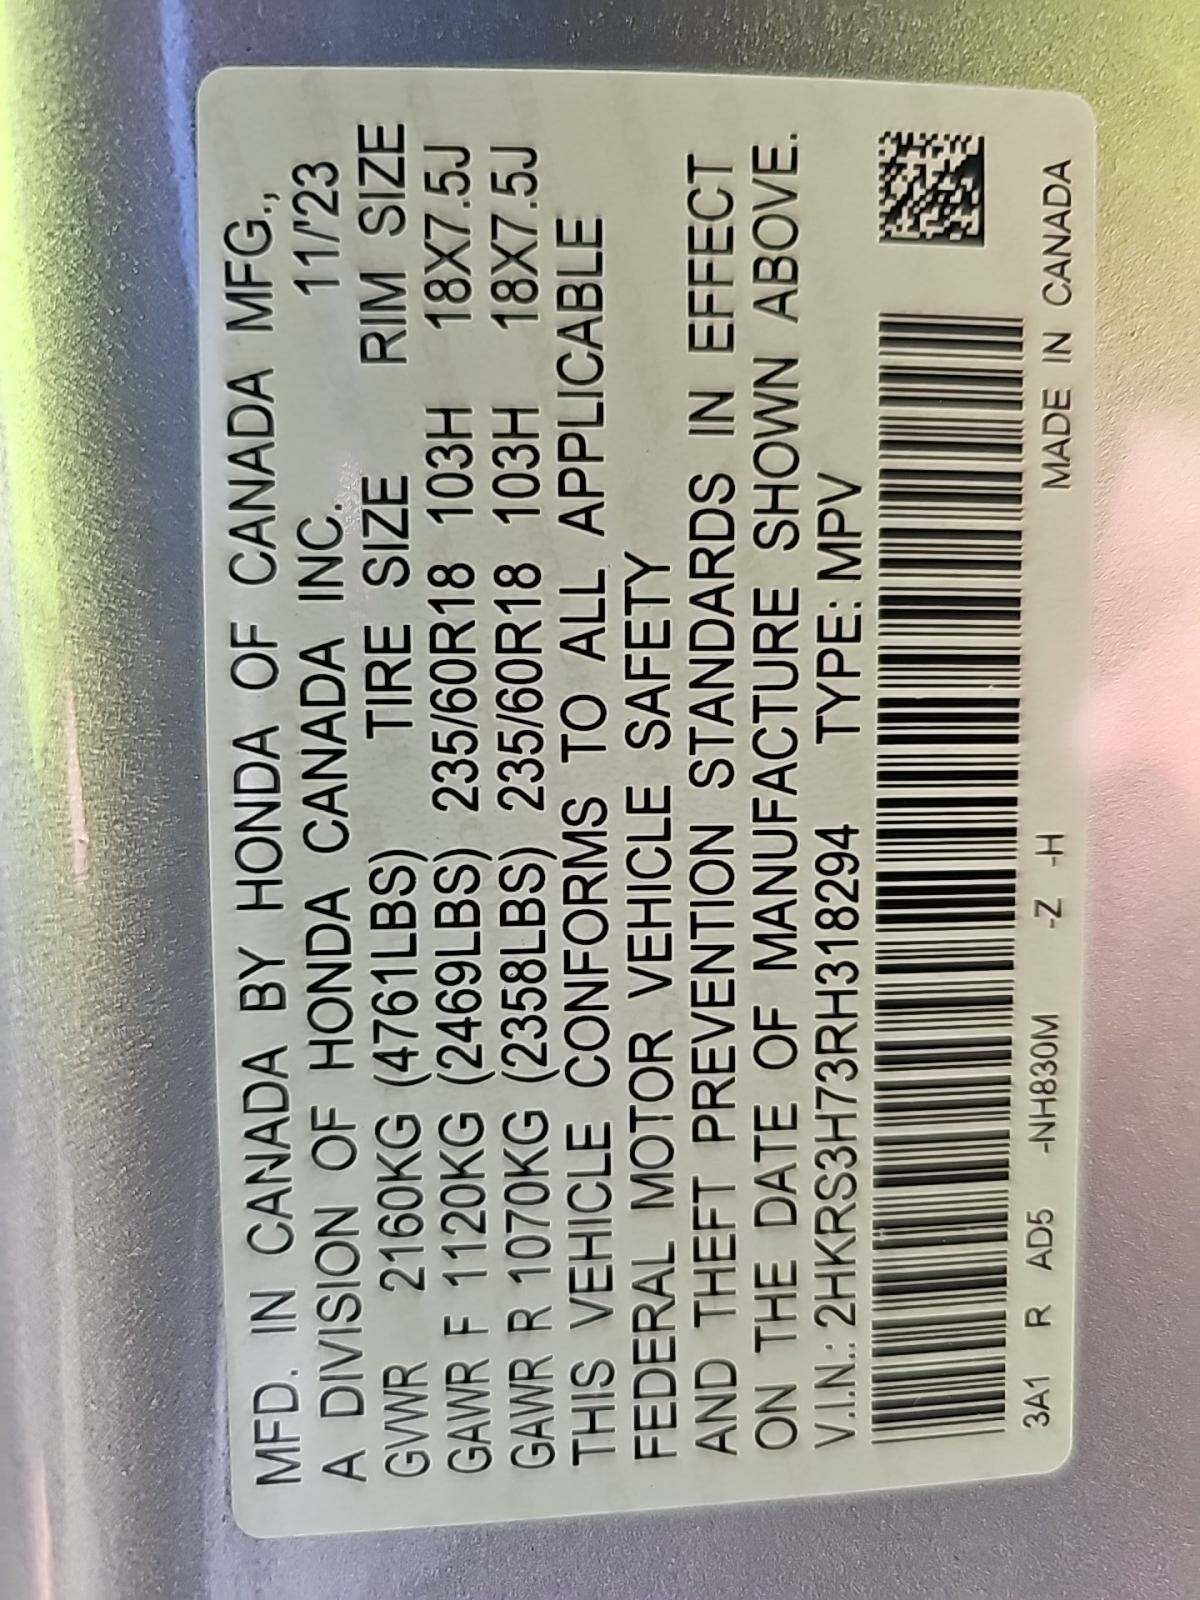 MFD. IN CANADA BY HONDA OF CANADA MFG.,
A DIVISION OF HONDA CANADA INC. 11/'23
GVWR 2160KG (4761LBS) TIRE SIZE RIM SIZE
GAWR F 1120KG (2469LBS) 235/60R18 103H 18X7.5J
GAWR R 1070KG (2358LBS) 235/60R18 103H 18X7.5J
THIS VEHICLE CONFORMS TO ALL APPLICABLE
FEDERAL MOTOR VEHICLE SAFETY
AND THEFT PREVENTION STANDARDS IN EFFECT
ON THE DATE OF MANUFACTURE SHOWN ABOVE.
V.I.N.: 2HKRS3H73RH318294 TYPE: MPV
3A1 R AD5 -NH830M -Z -H MADE IN CANADA